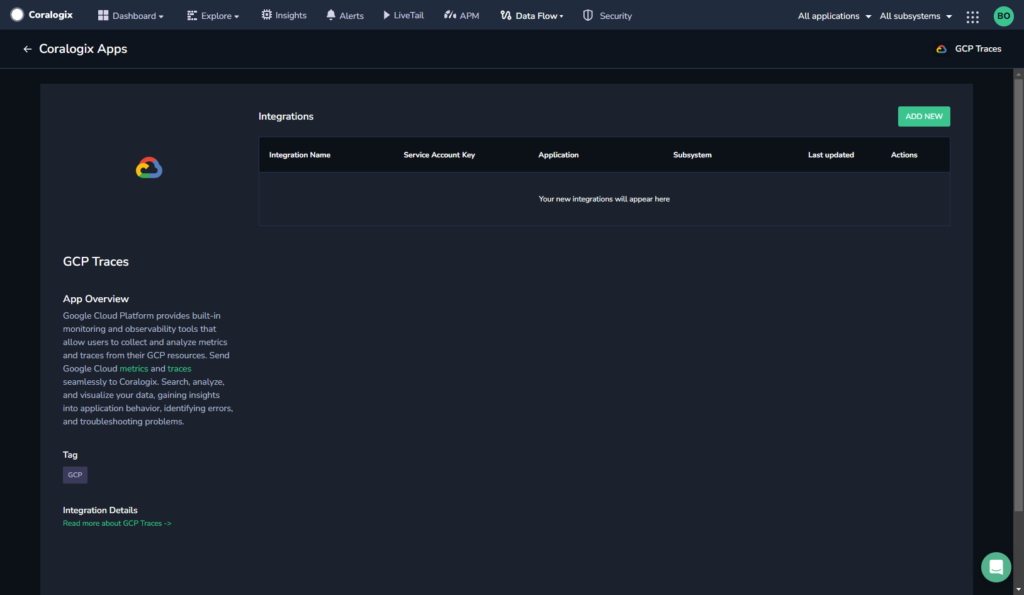 Coralogix Dashboard Explore Insights Alerts LiveTail APM Data Flow Security All applications All subsystems BO
Coralogix Apps GCP Traces
Integrations ADD NEW
Integration Name Service Account Key Application Subsystem Last updated Actions
Your new integrations will appear here
GCP Traces
App Overview
Google Cloud Platform provides built-in
monitoring and observability tools that
allow users to collect and analyze metrics
and traces from their GCP resources. Send
Google Cloud metrics and traces
seamlessly to Coralogix. Search, analyze,
and visualize your data, gaining insights
into application behavior, identifying errors,
and troubleshooting problems.
Tag
GCP
Integration Details
Read more about GCP Traces ->